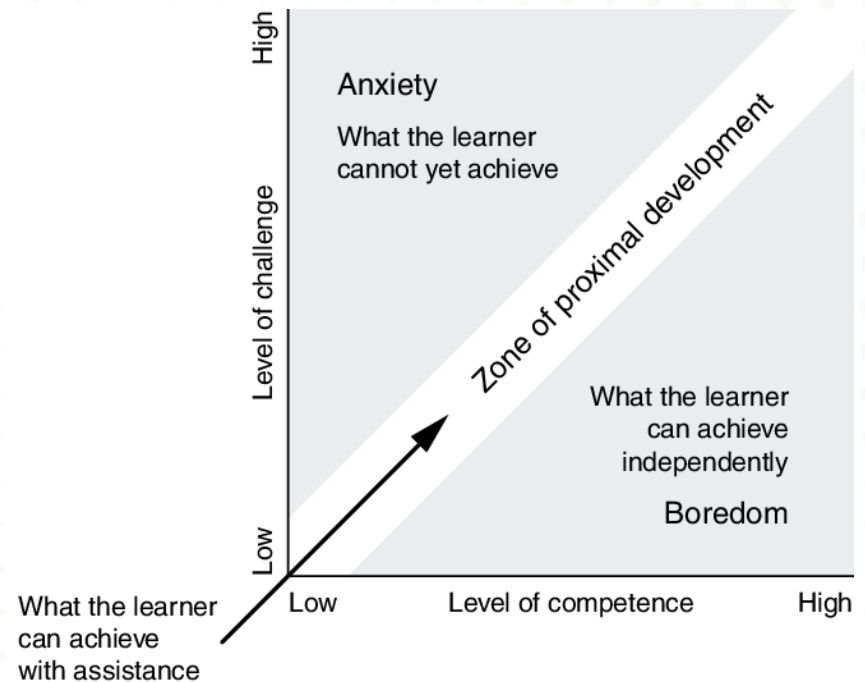 High
Anxiety
What the learner
cannot yet achieve
Level of challenge
Zone of proximal development
What the learner
can achieve
independently
Boredom
Low
Low
Level of competence
High
What the learner
can achieve
with assistance